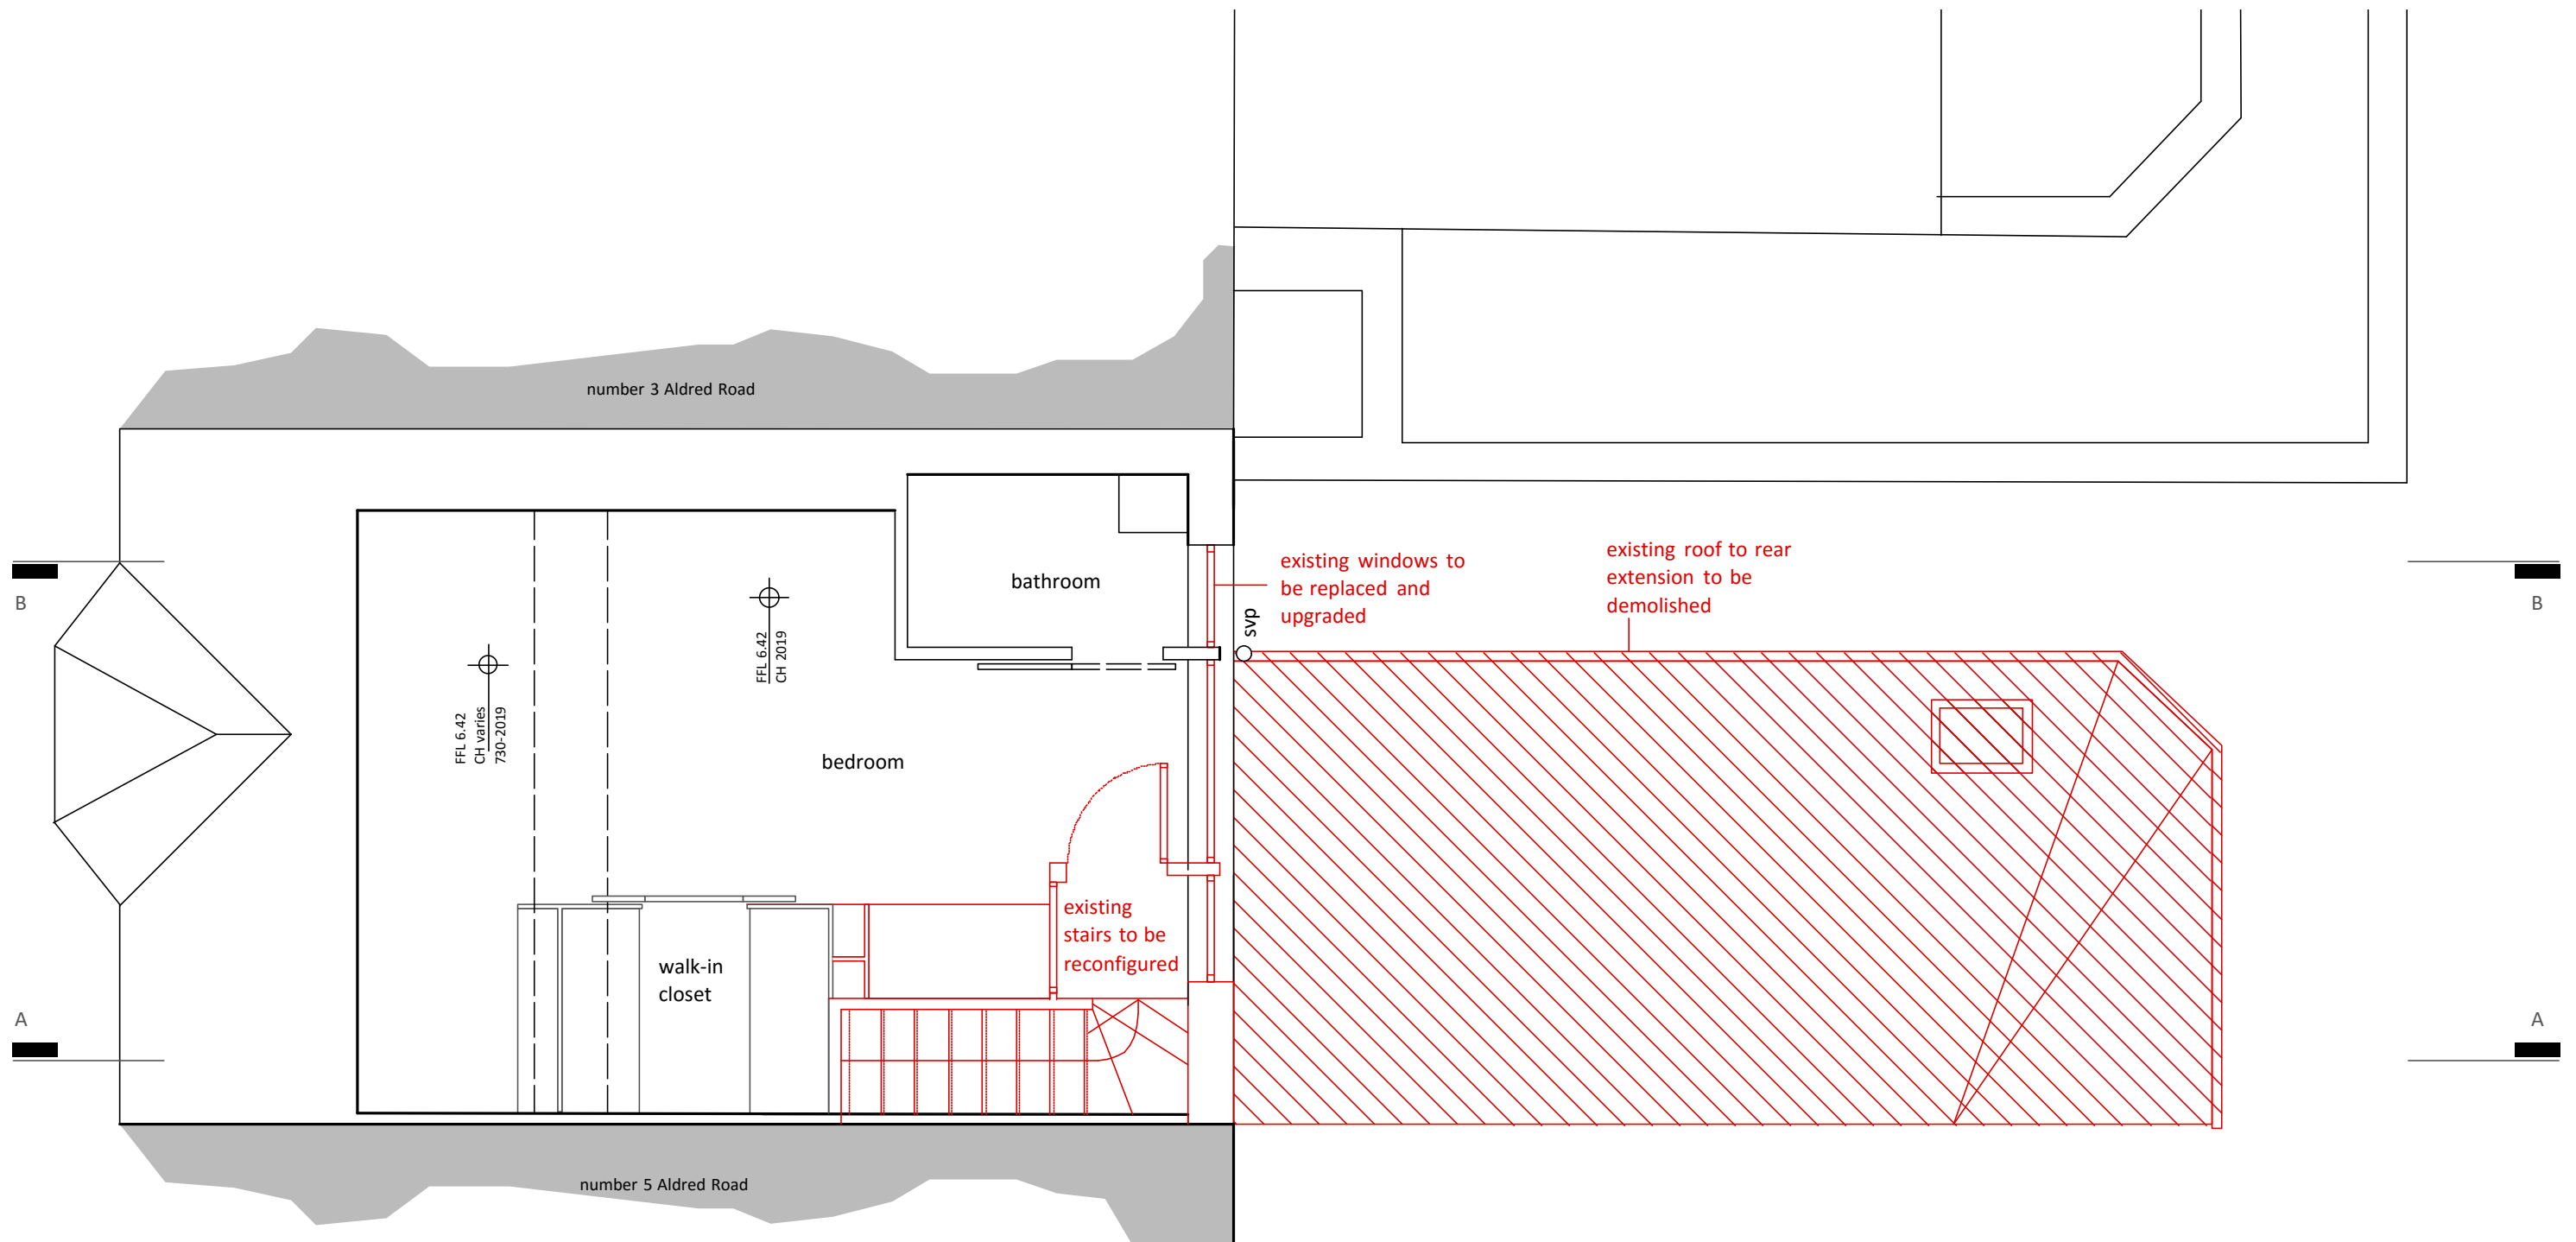 number 3 Aldred Road
existing windows to
be replaced and
upgraded
existing roof to rear
extension to be
demolished
bathroom
svp
B
B
FFL 6.42
CH 2019
FFL 6.42
CH varies
730-2019
bedroom
existing
stairs to be
reconfigured
walk-in
closet
A
A
number 5 Aldred Road